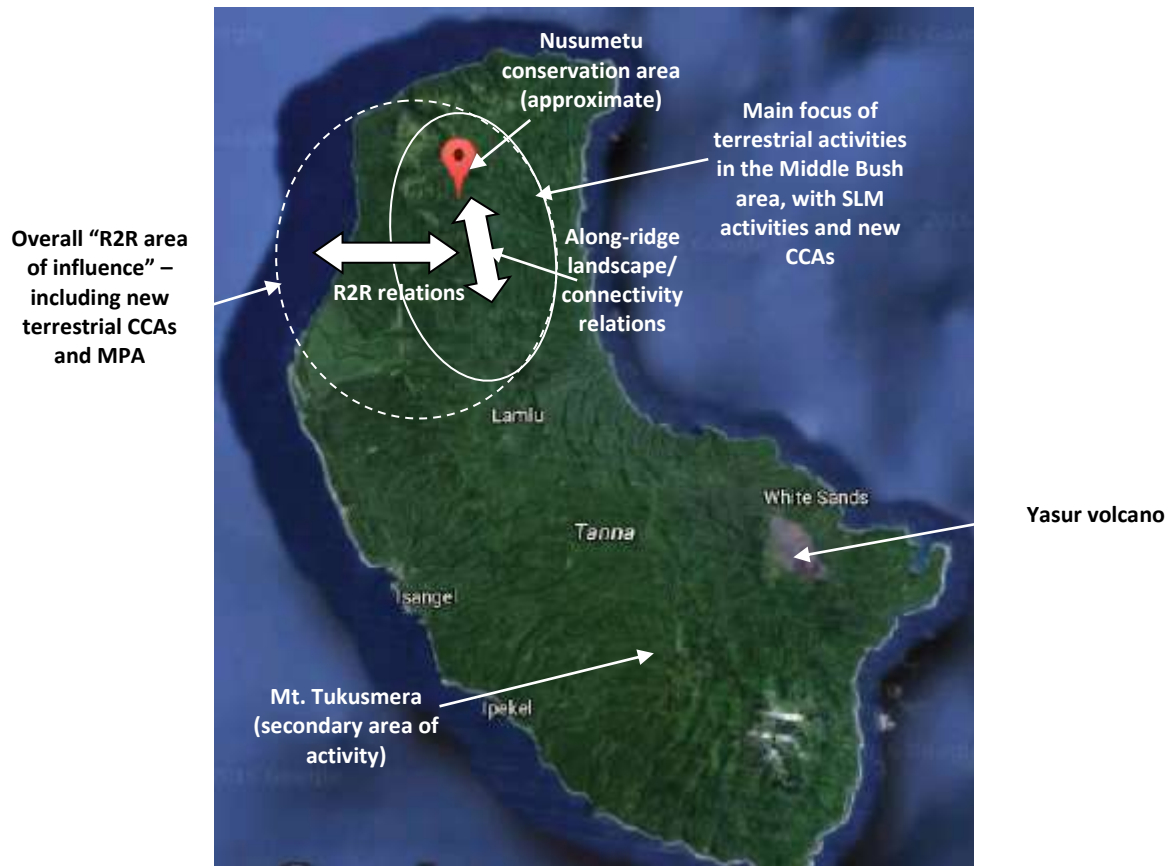 Nusumetu
conservation area
(approximate)
Main focus of
terrestrial activities
in the Middle Bush
area, with SLM
activities and new
CCAs
Overall “R2R area
of influence” –
including new
terrestrial CCAs
and MPA
R2R relations
Along-ridge
landscape/
connectivity
relations
Lamlu
White Sands
Yasur volcano
Tanna
Isangel
Mt. Tukusmera
(secondary area of
activity)
Ipekel